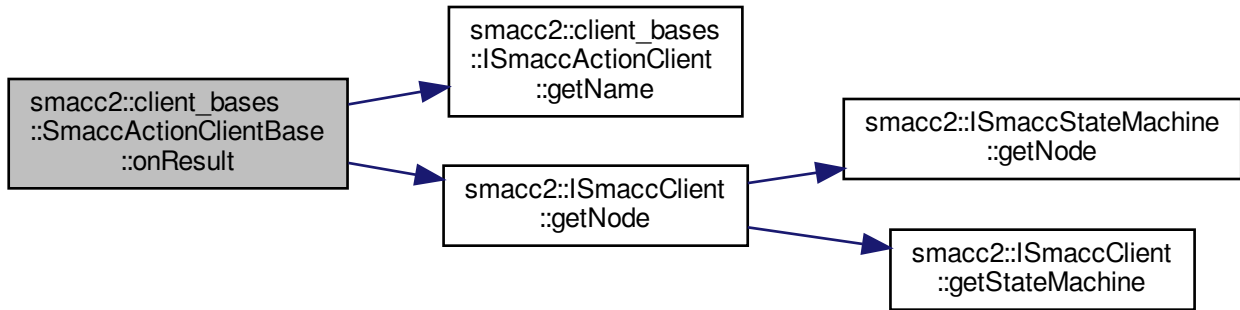 smacc2::client_bases
::SmaccActionClientBase
::onResult
smacc2::client_bases
::ISmaccActionClient
::getName
smacc2::ISmaccClient
::getNode
smacc2::ISmaccStateMachine
::getNode
smacc2::ISmaccClient
::getStateMachine